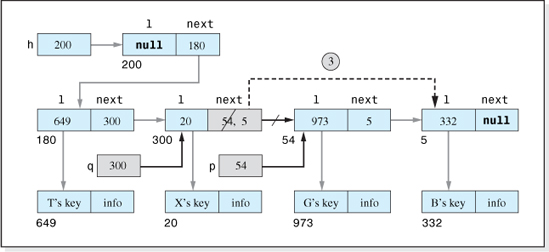 l next
h 200 null 180
200
3
l next l next l next l next
649 300 20 54, 5 973 5 332 null
180 300 54 5
q 300 p 54
T's key info X's key info G's key info B's key info
649 20 973 332